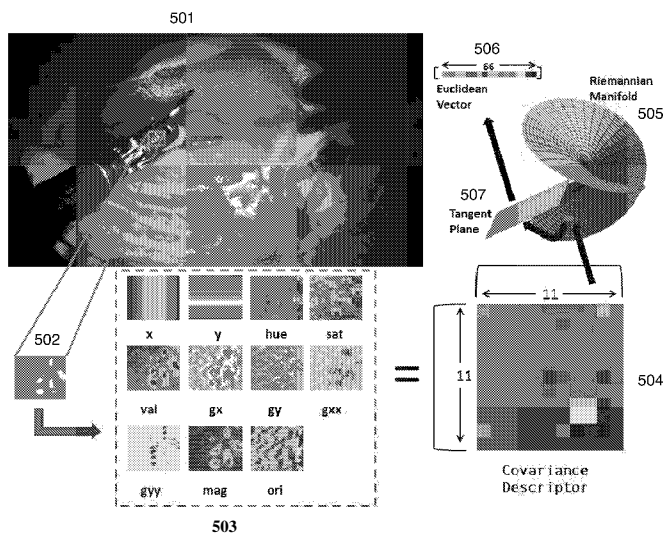 501
506
66
Euclidean
Vector
Riemannian
Manifold
505
507
Tangent
Plane
502
x
y
hue
sat
val
gx
gy
gxx
gyy
mag
ori
503
=
11
11
504
Covariance
Descriptor